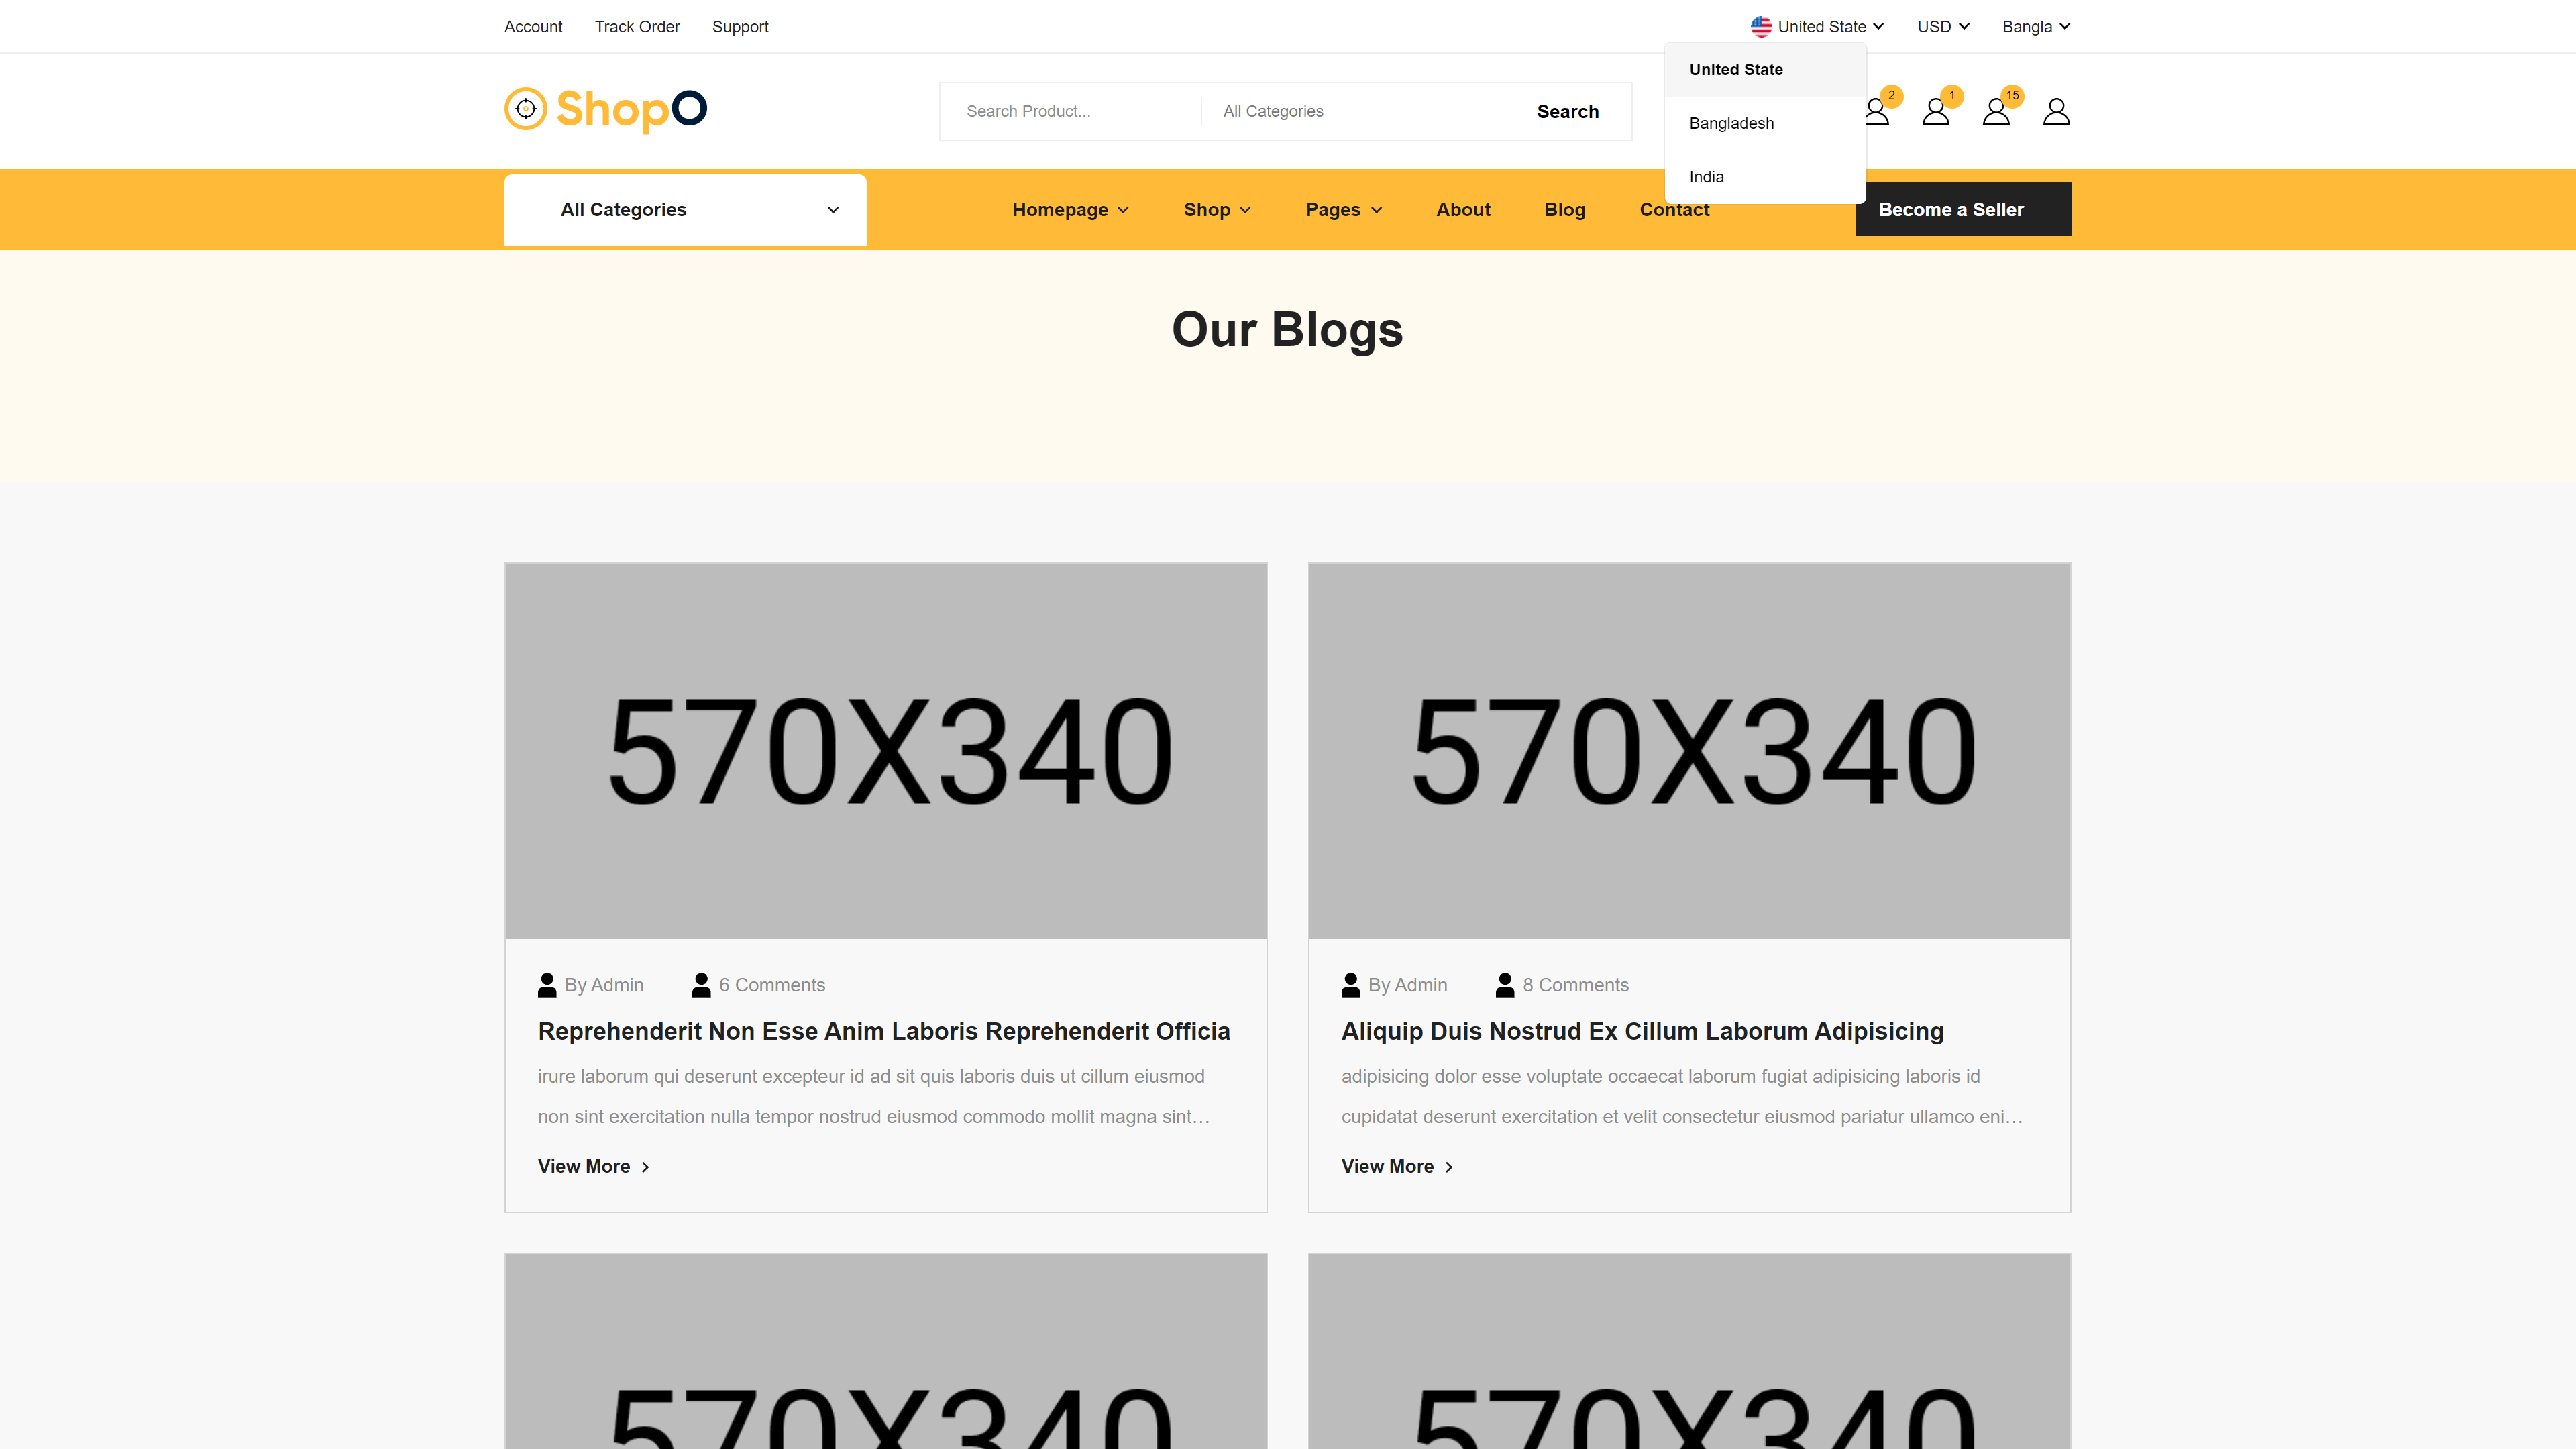 Account Track Order Support United State USD Bangla
United State
Bangladesh
India
ShopO
Search Product... All Categories Search
2 1 15
All Categories Homepage Shop Pages About Blog Contact Become a Seller
Our Blogs
570X340
570X340
By Admin 6 Comments
Reprehenderit Non Esse Anim Laboris Reprehenderit Officia
irure laborum qui deserunt excepteur id ad sit quis laboris duis ut cillum eiusmod
non sint exercitation nulla tempor nostrud eiusmod commodo mollit magna sint...
View More
By Admin 8 Comments
Aliquip Duis Nostrud Ex Cillum Laborum Adipisicing
adipisicing dolor esse voluptate occaecat laborum fugiat adipisicing laboris id
cupidatat deserunt exercitation et velit consectetur eiusmod pariatur ullamco eni...
View More
570X340
570X340